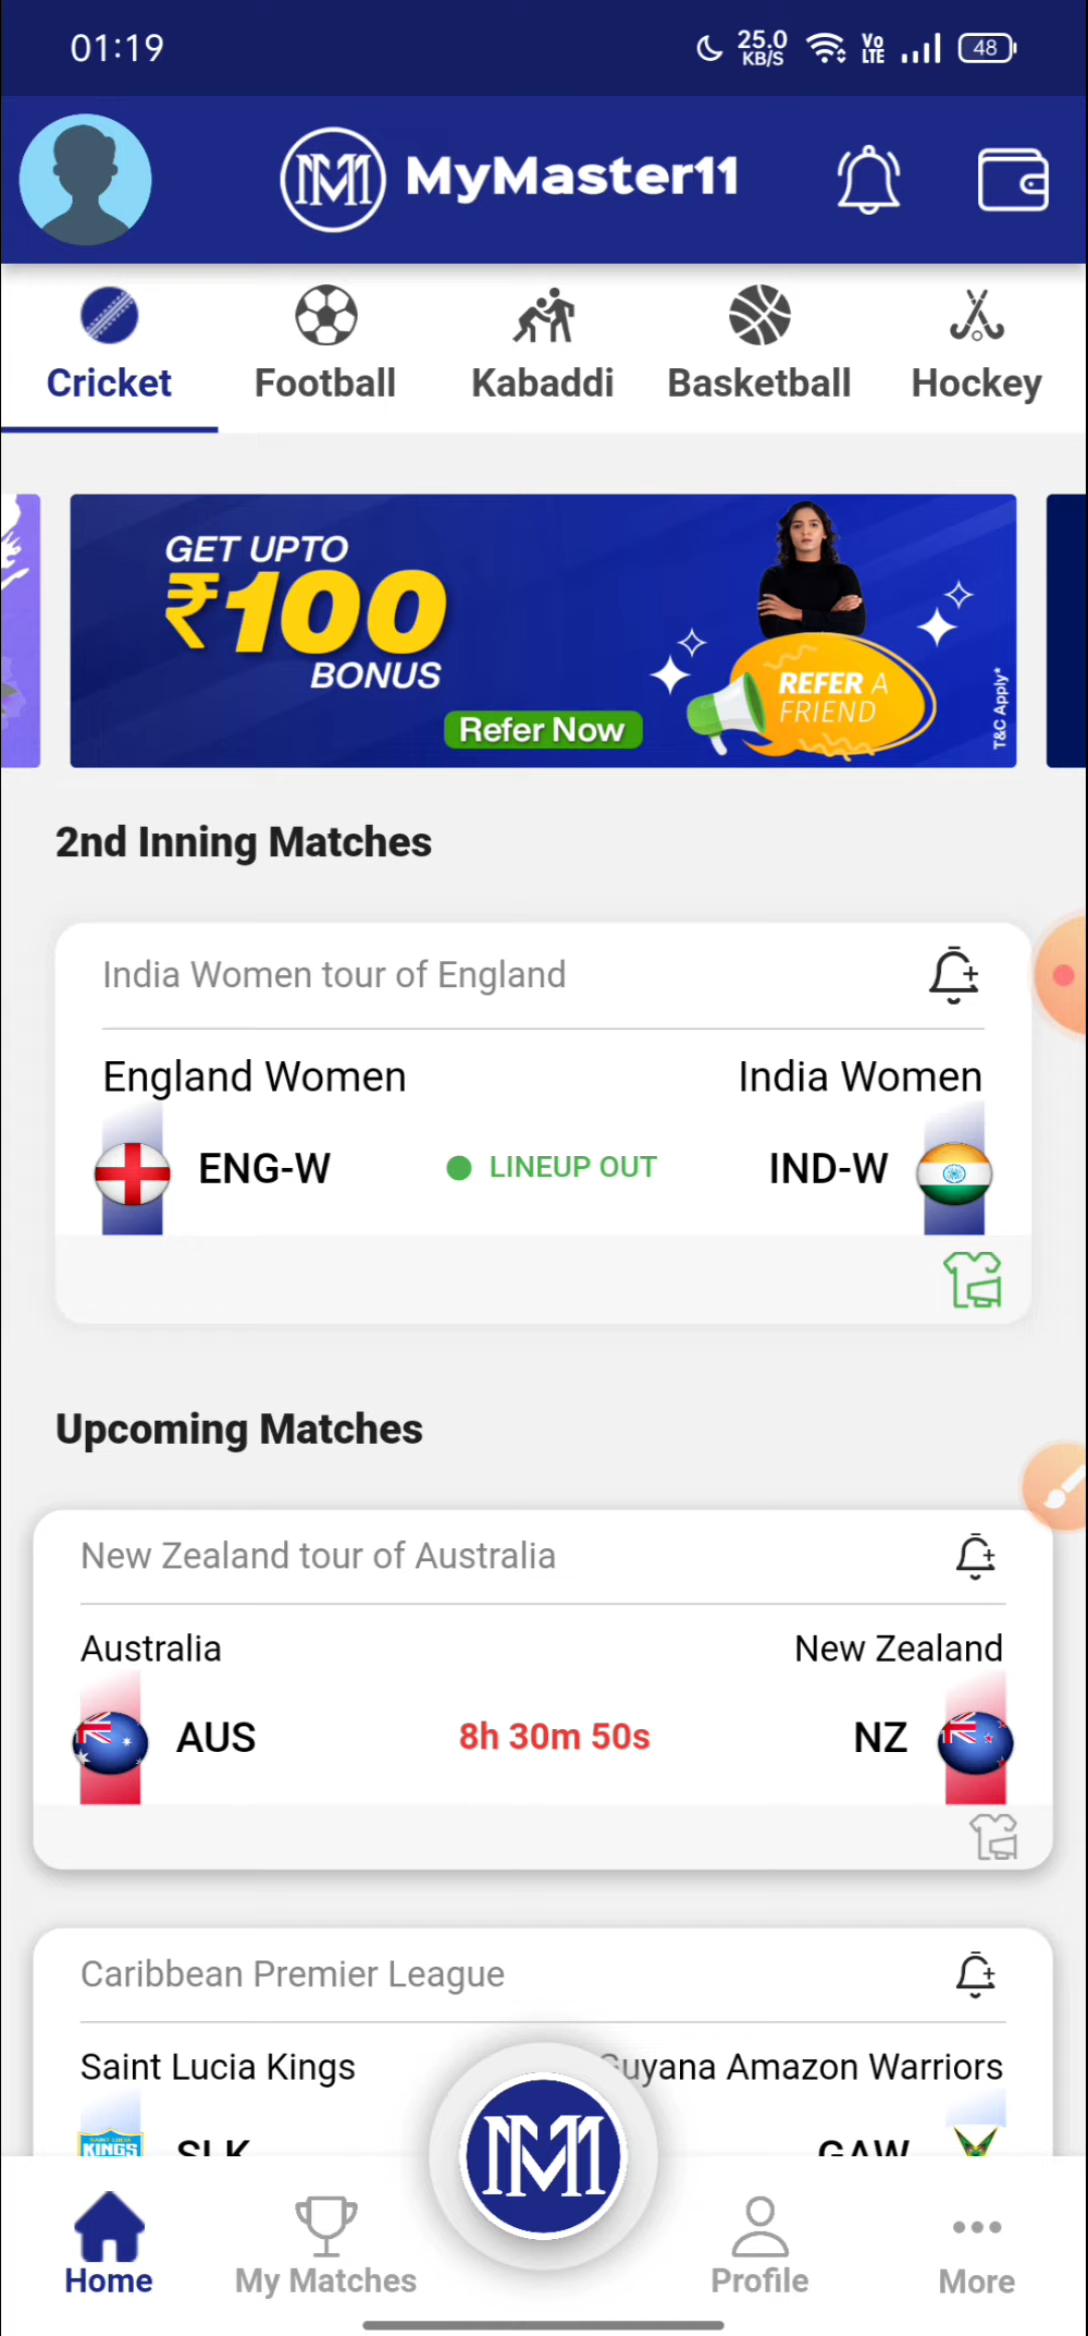 01:19
25.0 KB/S
Vo LTE
48
MyMaster11
Cricket
Football
Kabaddi
Basketball
Hockey
GET UPTO
₹100
BONUS
Refer Now
REFER A
FRIEND
T&C Apply*
2nd Inning Matches
India Women tour of England
England Women
India Women
ENG-W
LINEUP OUT
IND-W
Upcoming Matches
New Zealand tour of Australia
Australia
New Zealand
AUS
8h 30m 50s
NZ
Caribbean Premier League
Saint Lucia Kings
Guyana Amazon Warriors
KINGS
SLK
GAW
Home
My Matches
Profile
More